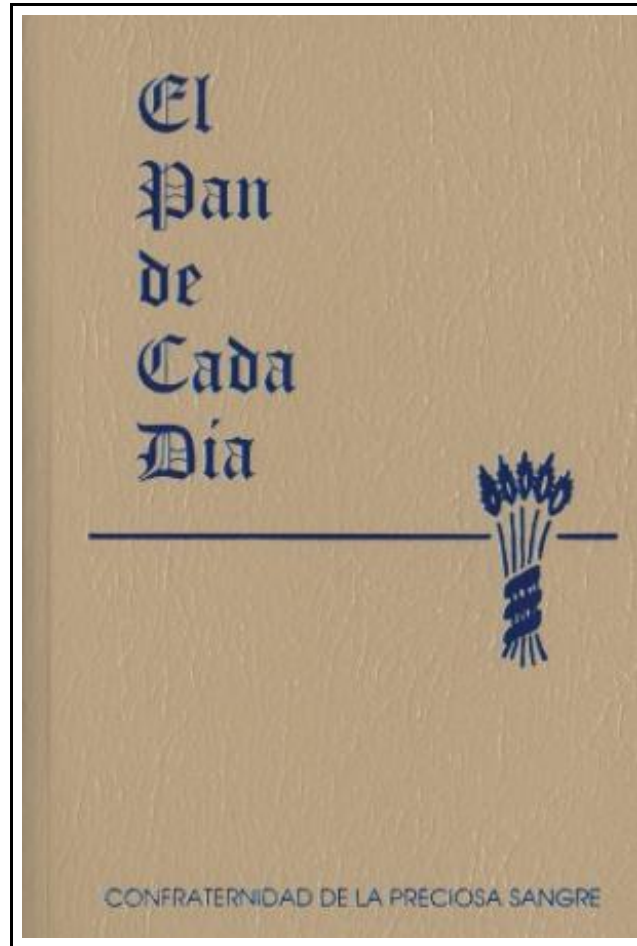 El
Pan
de
Cada
Día
CONFRATERNIDAD DE LA PRECIOSA SANGRE